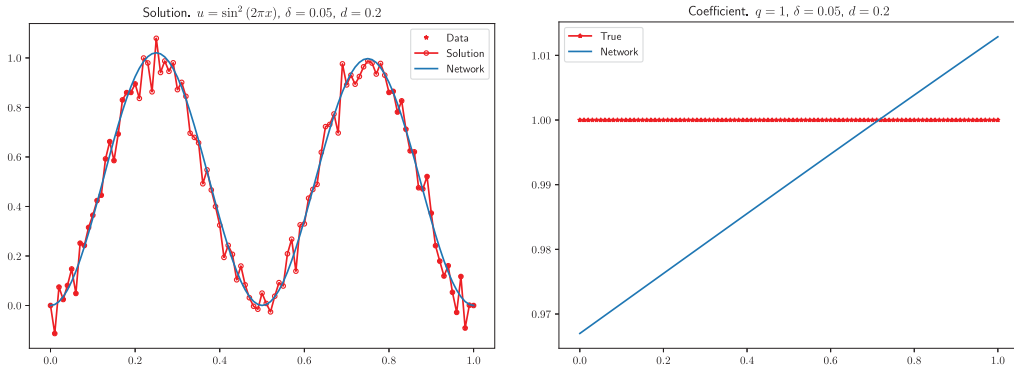 Solution. u = sin² (2πx), δ = 0.05, d = 0.2
Data
Solution
Network
1.0
0.8
0.6
0.4
0.2
0.0
0.0 0.2 0.4 0.6 0.8 1.0
Coefficient. q = 1, δ = 0.05, d = 0.2
True
Network
1.01
1.00
0.99
0.98
0.97
0.0 0.2 0.4 0.6 0.8 1.0